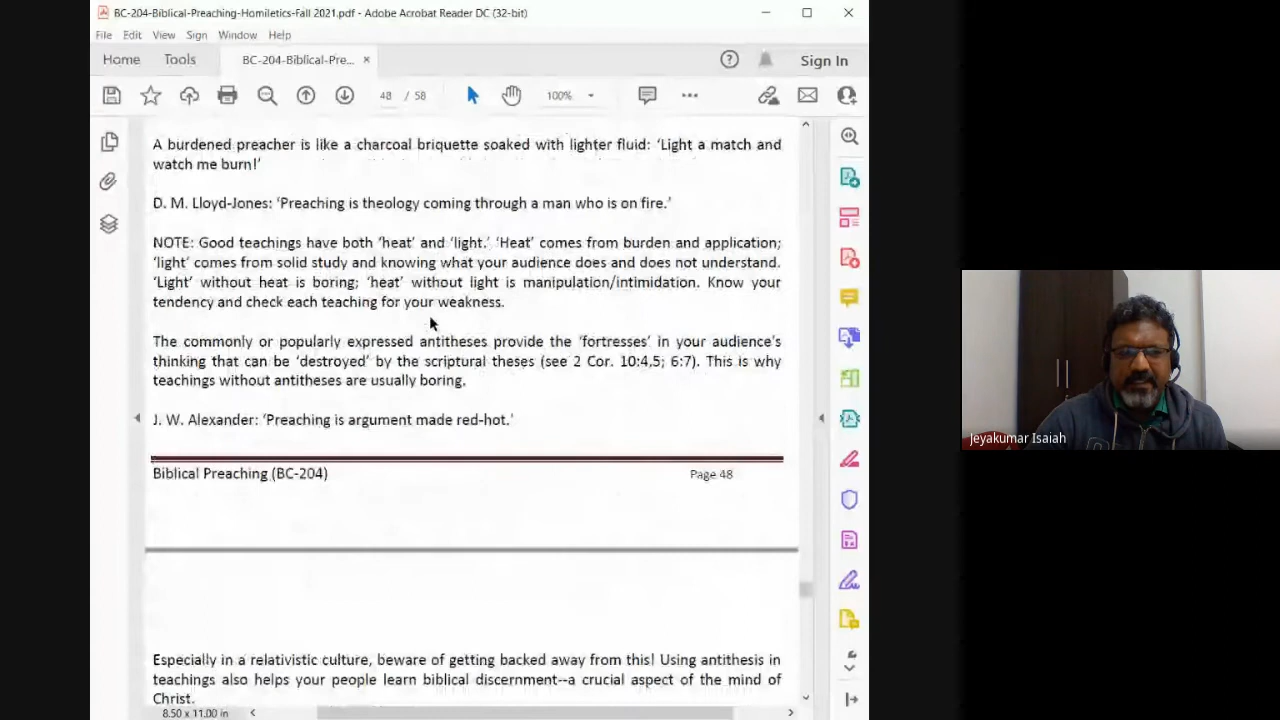 BC-204-Biblical-Preaching-Homiletics-Fall 2021.pdf - Adobe Acrobat Reader DC (32-bit)
File Edit View Sign Window Help
Home Tools BC-204-Biblical-Pre... × Sign In
48 / 58 100%
A burdened preacher is like a charcoal briquette soaked with lighter fluid: ‘Light a match and
watch me burn!’
D. M. Lloyd-Jones: ‘Preaching is theology coming through a man who is on fire.’
NOTE: Good teachings have both ‘heat’ and ‘light.’ ‘Heat’ comes from burden and application;
‘light’ comes from solid study and knowing what your audience does and does not understand.
‘Light’ without heat is boring; ‘heat’ without light is manipulation/intimidation. Know your
tendency and check each teaching for your weakness.
The commonly or popularly expressed antitheses provide the ‘fortresses’ in your audience’s
thinking that can be ‘destroyed’ by the scriptural theses (see 2 Cor. 10:4,5; 6:7). This is why
teachings without antitheses are usually boring.
J. W. Alexander: ‘Preaching is argument made red-hot.’
Biblical Preaching (BC-204) Page 48
Especially in a relativistic culture, beware of getting backed away from this! Using antithesis in
teachings also helps your people learn biblical discernment--a crucial aspect of the mind of
Christ.
8.50 x 11.00 in
Jeyakumar Isaiah